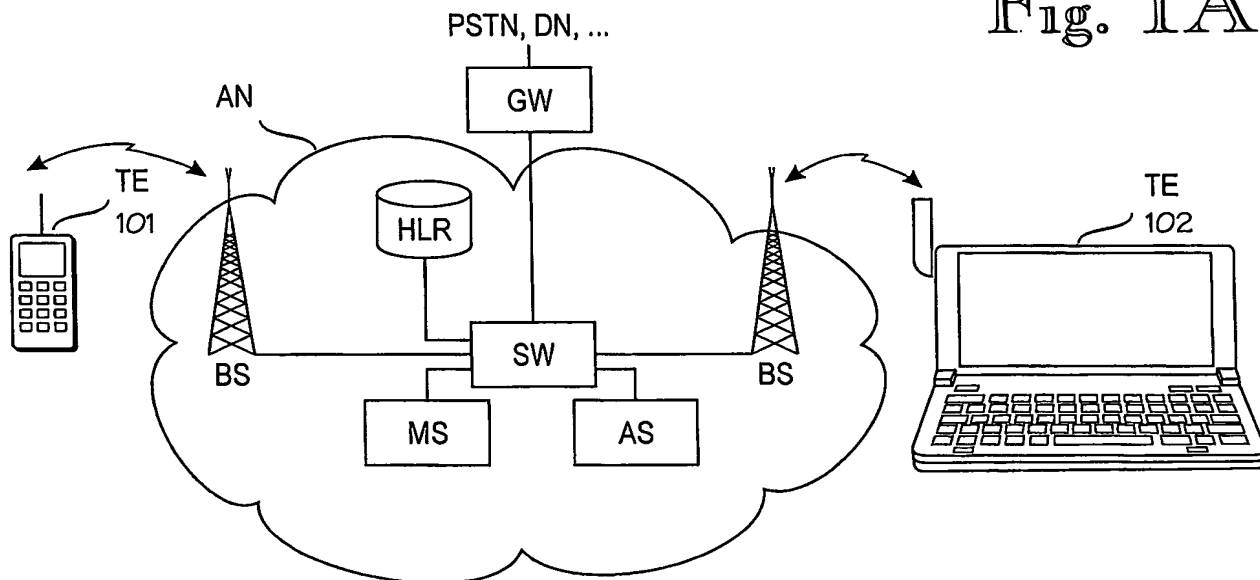 Fig. 1A
PSTN, DN, ...
GW
AN
TE
101
HLR
TE
102
SW
BS
BS
MS
AS